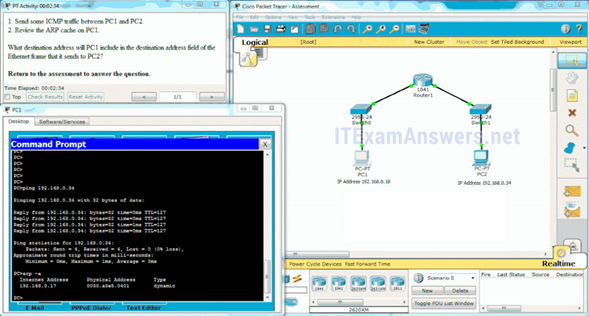 PT Activity: 00:02:34
1. Send some ICMP traffic between PC1 and PC2.
2. Review the ARP cache on PC1.
What destination address will PC1 include in the destination address field of the
Ethernet frame that it sends to PC2?
Return to the assessment to answer the question.
Time Elapsed: 00:02:34
Top
Check Results
Reset Activity
<
1/1
>
PC1
Desktop
Software/Services
Command Prompt
PC>
PC>
PC>
PC>
PC>ping 192.168.0.34
Pinging 192.168.0.34 with 32 bytes of data:
Reply from 192.168.0.34: bytes=32 time=0ms TTL=127
Reply from 192.168.0.34: bytes=32 time=0ms TTL=127
Reply from 192.168.0.34: bytes=32 time=0ms TTL=127
Reply from 192.168.0.34: bytes=32 time=1ms TTL=127
Ping statistics for 192.168.0.34:
Packets: Sent = 4, Received = 4, Lost = 0 (0% loss),
Approximate round trip times in milli-seconds:
Minimum = 0ms, Maximum = 1ms, Average = 0ms
PC>arp -a
Internet Address Physical Address Type
192.168.0.17 dynamic
PC>
E Mail
PPPoE Dialer
Text Editor
Cisco Packet Tracer - Assessment
File Edit Options View Tools Extensions Help
Logical
[Root]
New Cluster
Move Object
Set Tiled Background
Viewport
1841
Router1
Switch0
Switch1
ITExamAnswers.net
PC-PT
PC1
PC-PT
PC2
IP Address 192.168.0.18
IP Address 192.168.0.34
Power Cycle Devices
Fast Forward Time
Realtime
Scenario 0
New
Delete
Toggle PDU List Window
Fire
Last Status
Source
Destination
2620XM